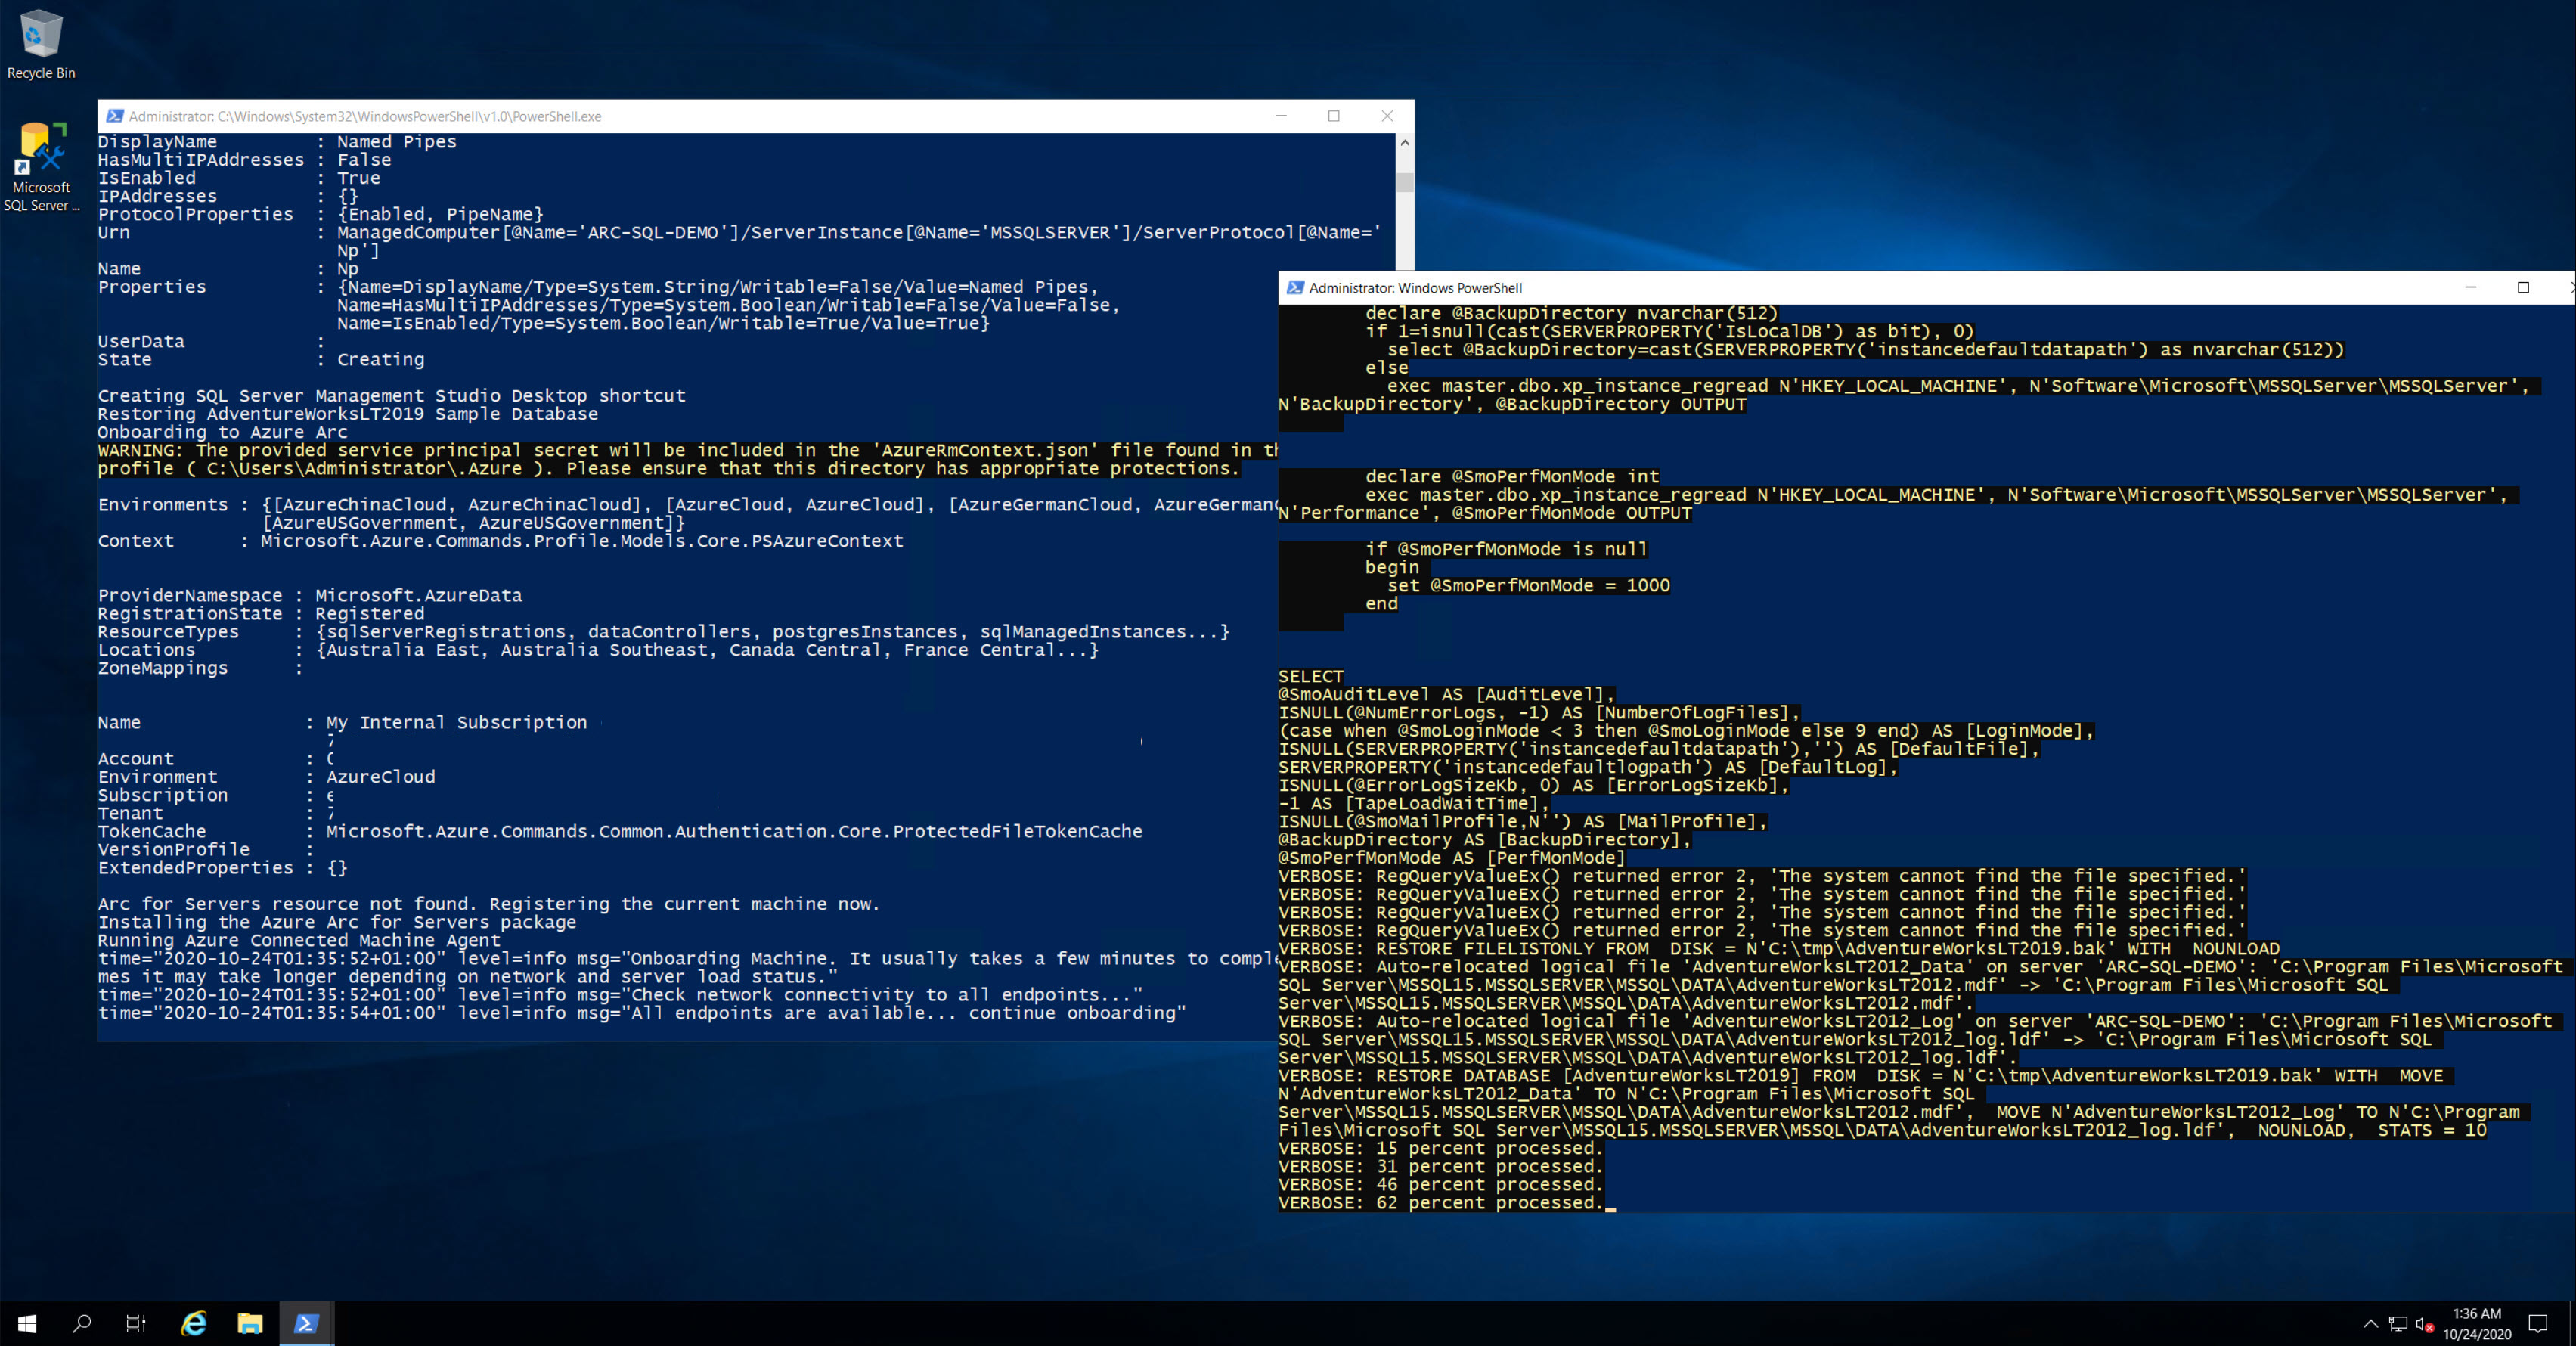 Recycle Bin
Microsoft
SQL Server ...
Administrator: C:\Windows\System32\WindowsPowerShell\v1.0\PowerShell.exe
DisplayName : Named Pipes
HasMultiIPAddresses : False
IsEnabled : True
IPAddresses : {}
ProtocolProperties : {Enabled, PipeName}
Urn : ManagedComputer[@Name='ARC-SQL-DEMO']/ServerInstance[@Name='MSSQLSERVER']/ServerProtocol[@Name='
Np']
Name : Np
Properties : {Name=DisplayName/Type=System.String/Writable=False/Value=Named Pipes,
Name=HasMultiIPAddresses/Type=System.Boolean/Writable=False/Value=False,
Name=IsEnabled/Type=System.Boolean/Writable=True/Value=True}
UserData :
State : Creating
Creating SQL Server Management Studio Desktop shortcut
Restoring AdventureWorksLT2019 Sample Database
Onboarding to Azure Arc
WARNING: The provided service principal secret will be included in the 'AzureRmContext.json' file found in th
profile ( C:\Users\Administrator\.Azure ). Please ensure that this directory has appropriate protections.
Environments : {[AzureChinaCloud, AzureChinaCloud], [AzureCloud, AzureCloud], [AzureGermanCloud, AzureGerman
[AzureUSGovernment, AzureUSGovernment]}
Context : Microsoft.Azure.Commands.Profile.Models.Core.PSAzureContext
ProviderNamespace : Microsoft.AzureData
RegistrationState : Registered
ResourceTypes : {sqlServerRegistrations, dataControllers, postgresInstances, sqlManagedInstances...}
Locations : {Australia East, Australia Southeast, Canada Central, France Central...}
ZoneMappings :
Name : My Internal Subscription
Account :
Environment : AzureCloud
Subscription :
Tenant :
TokenCache : Microsoft.Azure.Commands.Common.Authentication.Core.ProtectedFileTokenCache
VersionProfile :
ExtendedProperties : {}
Arc for Servers resource not found. Registering the current machine now.
Installing the Azure Arc for Servers package
Running Azure Connected Machine Agent
time="2020-10-24T01:35:52+01:00" level=info msg="Onboarding Machine. It usually takes a few minutes to comple
mes it may take longer depending on network and server load status."
time="2020-10-24T01:35:52+01:00" level=info msg="Check network connectivity to all endpoints..."
time="2020-10-24T01:35:54+01:00" level=info msg="All endpoints are available... continue onboarding"
Administrator: Windows PowerShell
declare @BackupDirectory nvarchar(512)
if 1=isnull(cast(SERVERPROPERTY('IsLocalDB') as bit), 0)
select @BackupDirectory=cast(SERVERPROPERTY('instancedefaultdatapath') as nvarchar(512))
else
exec master.dbo.xp_instance_regread N'HKEY_LOCAL_MACHINE', N'Software\Microsoft\MSSQLServer\MSSQLServer',
N'BackupDirectory', @BackupDirectory OUTPUT
declare @SmoPerfMonMode int
exec master.dbo.xp_instance_regread N'HKEY_LOCAL_MACHINE', N'Software\Microsoft\MSSQLServer\MSSQLServer',
N'Performance', @SmoPerfMonMode OUTPUT
if @SmoPerfMonMode is null
begin
set @SmoPerfMonMode = 1000
end
SELECT
@SmoAuditLevel AS [AuditLevel],
ISNULL(@NumErrorLogs, -1) AS [NumberOfLogFiles],
(case when @SmoLoginMode < 3 then @SmoLoginMode else 9 end) AS [LoginMode],
ISNULL(SERVERPROPERTY('instancedefaultdatapath'),'') AS [DefaultFile],
SERVERPROPERTY('instancedefaultlogpath') AS [DefaultLog],
ISNULL(@ErrorLogSizeKb, 0) AS [ErrorLogSizeKb],
-1 AS [TapeLoadWaitTime],
ISNULL(@SmoMailProfile,N'') AS [MailProfile],
@BackupDirectory AS [BackupDirectory],
@SmoPerfMonMode AS [PerfMonMode]
VERBOSE: RegQueryValueEx() returned error 2, 'The system cannot find the file specified.'
VERBOSE: RegQueryValueEx() returned error 2, 'The system cannot find the file specified.'
VERBOSE: RegQueryValueEx() returned error 2, 'The system cannot find the file specified.'
VERBOSE: RegQueryValueEx() returned error 2, 'The system cannot find the file specified.'
VERBOSE: RESTORE FILELISTONLY FROM DISK = N'C:\tmp\AdventureWorksLT2019.bak' WITH NOUNLOAD
VERBOSE: Auto-relocated logical file 'AdventureWorksLT2012_Data' on server 'ARC-SQL-DEMO': 'C:\Program Files\Microsoft
SQL Server\MSSQL15.MSSQLSERVER\MSSQL\DATA\AdventureWorksLT2012.mdf' -> 'C:\Program Files\Microsoft SQL
Server\MSSQL15.MSSQLSERVER\MSSQL\DATA\AdventureWorksLT2012.mdf'.
VERBOSE: Auto-relocated logical file 'AdventureWorksLT2012_Log' on server 'ARC-SQL-DEMO': 'C:\Program Files\Microsoft
SQL Server\MSSQL15.MSSQLSERVER\MSSQL\DATA\AdventureWorksLT2012_log.ldf' -> 'C:\Program Files\Microsoft SQL
Server\MSSQL15.MSSQLSERVER\MSSQL\DATA\AdventureWorksLT2012_log.ldf'.
VERBOSE: RESTORE DATABASE [AdventureWorksLT2019] FROM DISK = N'C:\tmp\AdventureWorksLT2019.bak' WITH MOVE
N'AdventureWorksLT2012_Data' TO N'C:\Program Files\Microsoft SQL
Server\MSSQL15.MSSQLSERVER\MSSQL\DATA\AdventureWorksLT2012.mdf', MOVE N'AdventureWorksLT2012_Log' TO N'C:\Program
Files\Microsoft SQL Server\MSSQL15.MSSQLSERVER\MSSQL\DATA\AdventureWorksLT2012_log.ldf', NOUNLOAD, STATS = 10
VERBOSE: 15 percent processed.
VERBOSE: 31 percent processed.
VERBOSE: 46 percent processed.
VERBOSE: 62 percent processed.
1:36 AM
10/24/2020